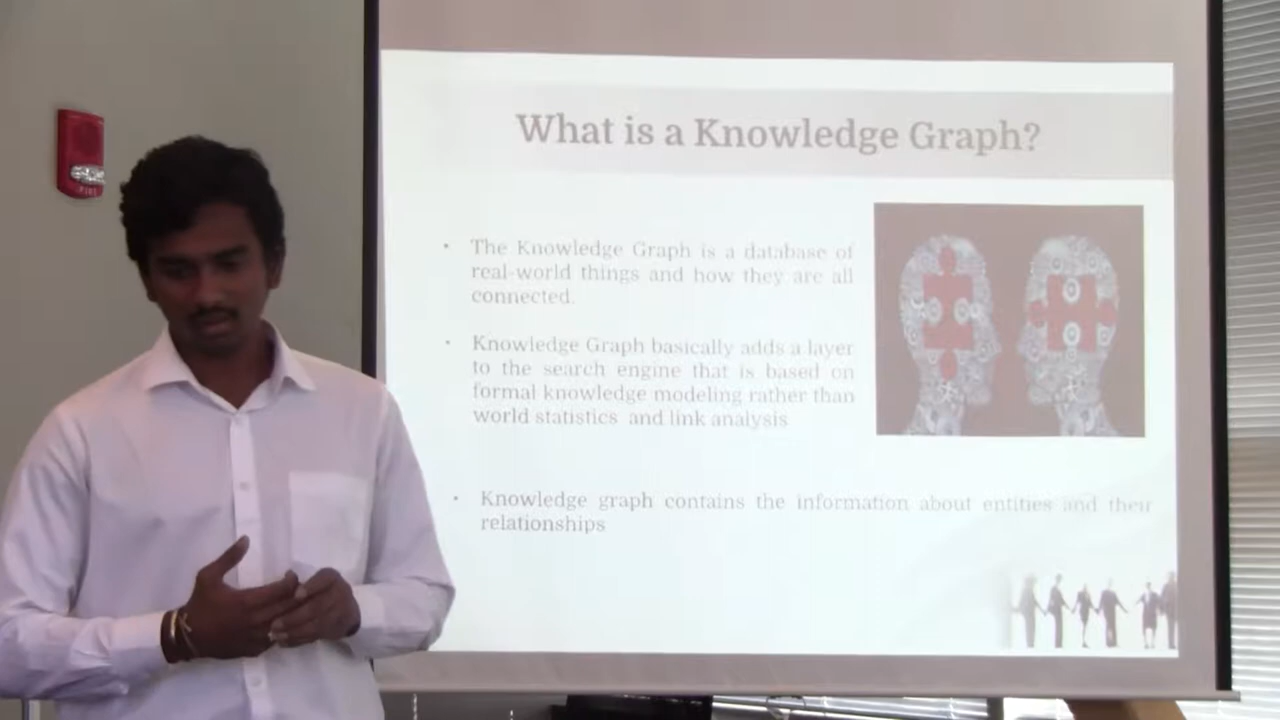 What is a Knowledge Graph?
• The Knowledge Graph is a database of
real-world things and how they are all
connected.
• Knowledge Graph basically adds a layer
to the search engine that is based on
formal knowledge modeling rather than
world statistics and link analysis
• Knowledge graph contains the information about entities and their
relationships
FIRE